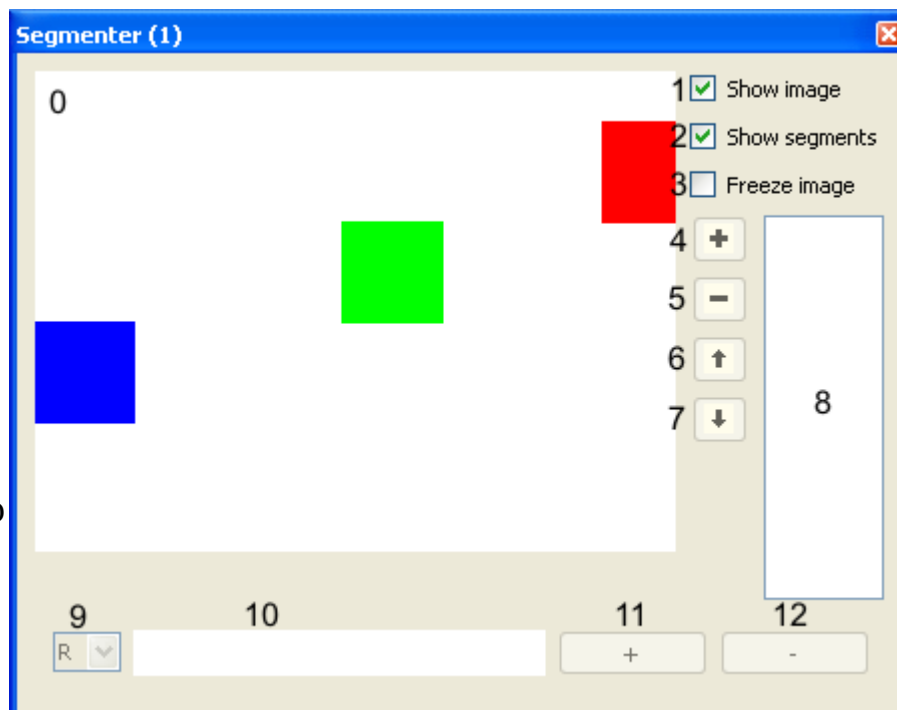 Segmenter (1)
0
1 Show image
2 Show segments
3 Freeze image
4 +
5 -
6
7
8
9 10 11 12
R + -